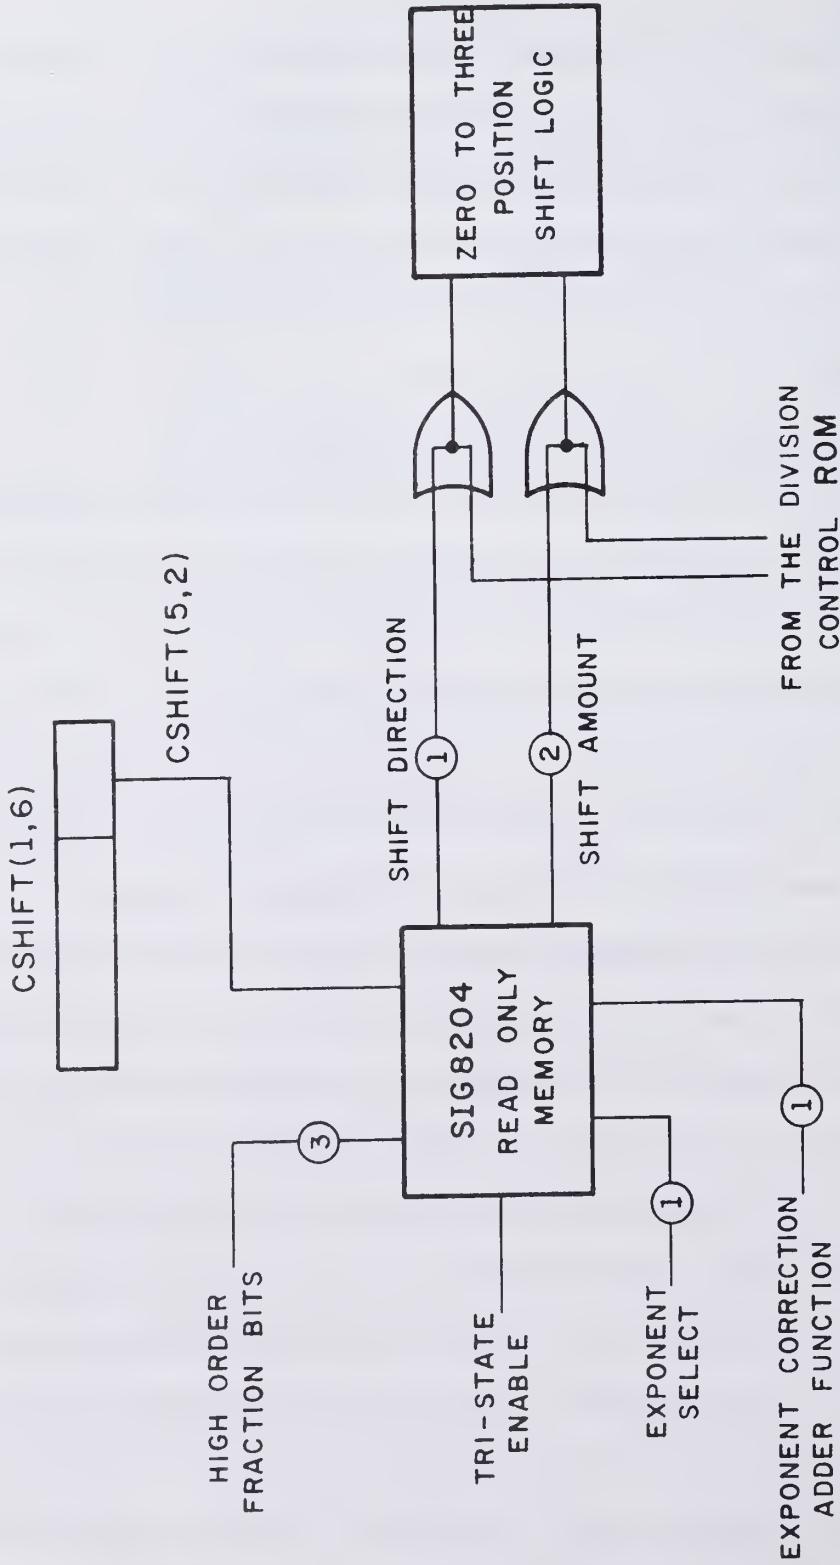 CSHIFT(1,6)
CSHIFT(5,2)
HIGH ORDER
FRACTION BITS
3
TRI-STATE
ENABLE
SIG8204
READ ONLY
MEMORY
EXPONENT
SELECT
1
EXPONENT CORRECTION
ADDER FUNCTION
1
SHIFT DIRECTION
1
2
SHIFT AMOUNT
ZERO TO THREE
POSITION
SHIFT LOGIC
FROM THE DIVISION
CONTROL ROM